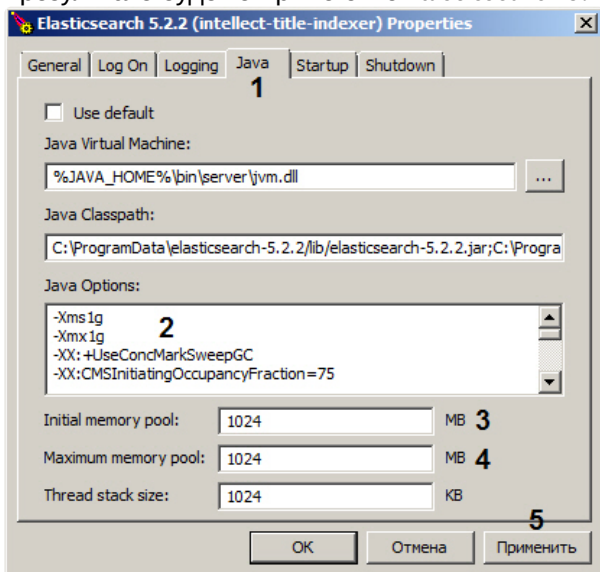 Elasticsearch 5.2.2 (intellect-title-indexer) Properties
General Log On Logging Java Startup Shutdown
1
Use default
Java Virtual Machine:
%JAVA_HOME%\bin\server\jvm.dll ...
Java Classpath:
C:\ProgramData\elasticsearch-5.2.2/lib/elasticsearch-5.2.2.jar;C:\Progra
Java Options:
-Xms1g
-Xmx1g 2
-XX:+UseConcMarkSweepGC
-XX:CMSInitiatingOccupancyFraction=75
Initial memory pool: 1024 MB 3
Maximum memory pool: 1024 MB 4
Thread stack size: 1024 KB
5
OK Отмена Применить